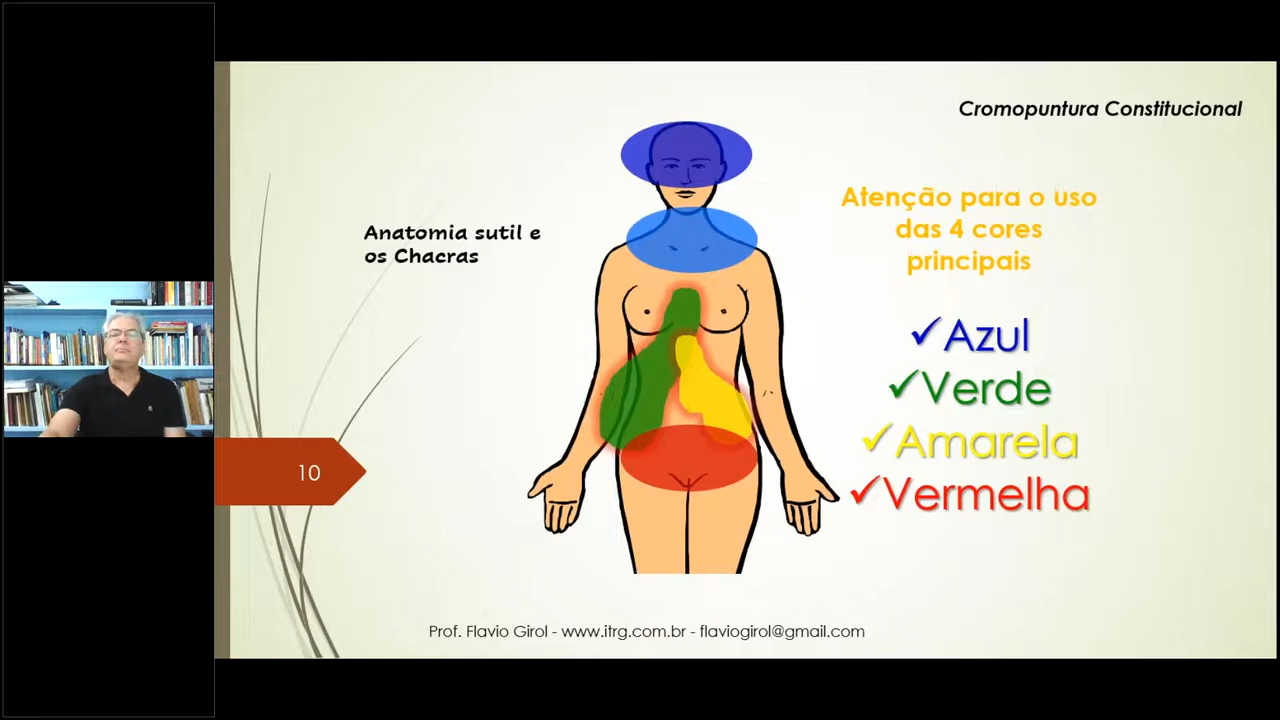 Cromopuntura Constitucional
Anatomia sutil e
os Chacras
Atenção para o uso
das 4 cores
principais
✓Azul
✓Verde
✓Amarela
✓Vermelha
10
Prof. Flavio Girol - www.itrg.com.br - flaviogirol@gmail.com